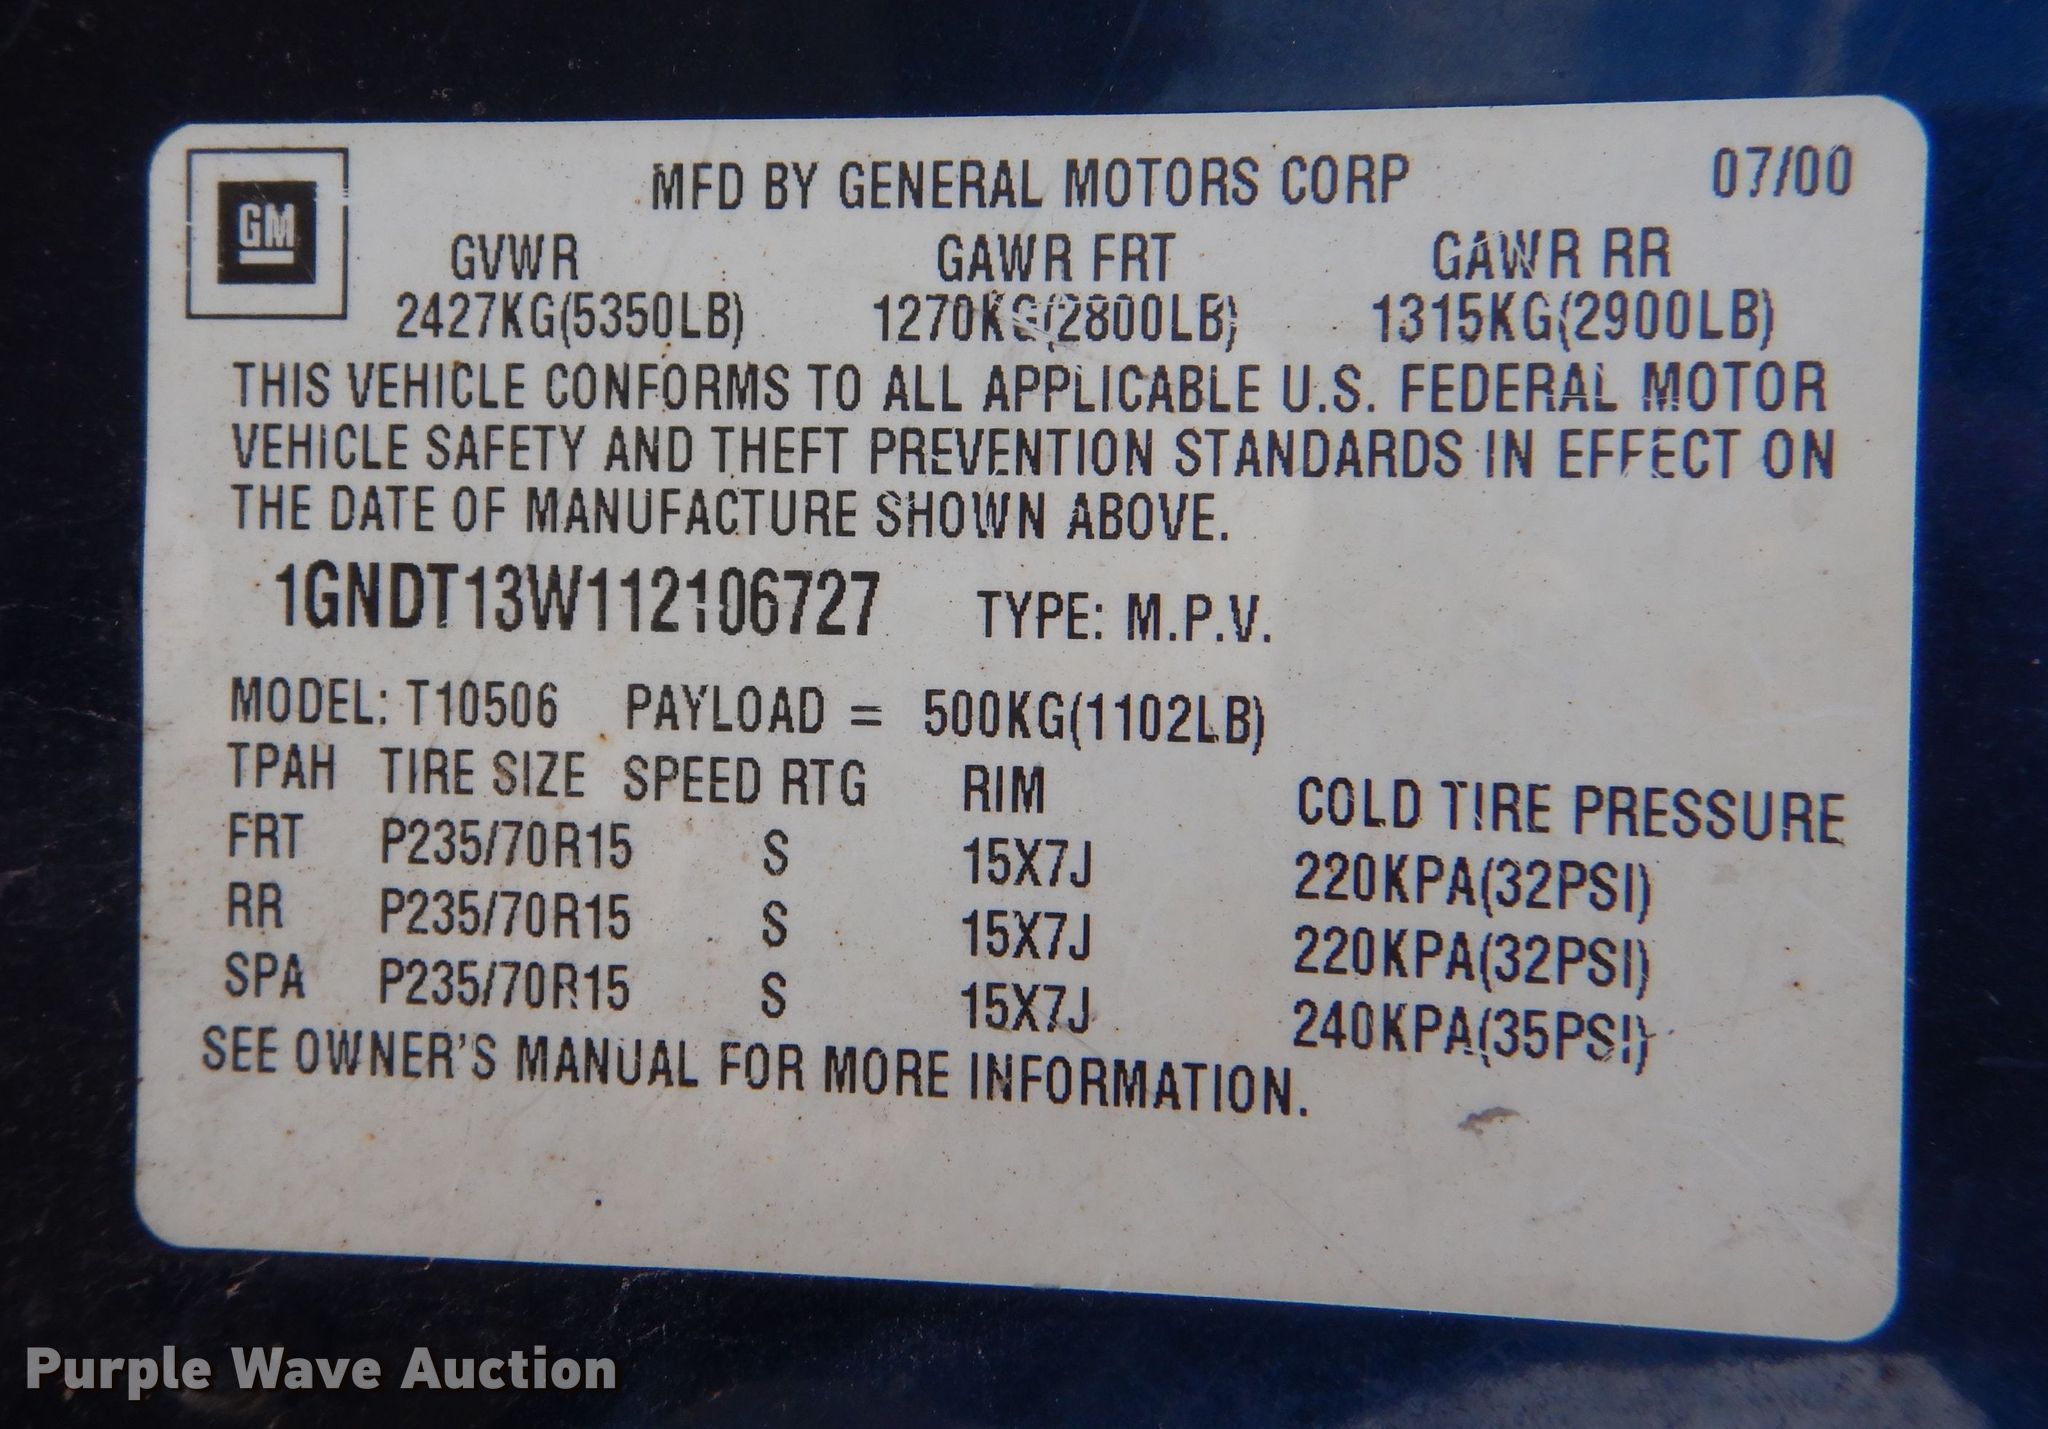 MFD BY GENERAL MOTORS CORP 07/00
GM
GVWR GAWR FRT GAWR RR
2427KG(5350LB) 1270KG(2800LB) 1315KG(2900LB)
THIS VEHICLE CONFORMS TO ALL APPLICABLE U.S. FEDERAL MOTOR
VEHICLE SAFETY AND THEFT PREVENTION STANDARDS IN EFFECT ON
THE DATE OF MANUFACTURE SHOWN ABOVE.
1GNDT13W112106727 TYPE: M.P.V.
MODEL: T10506 PAYLOAD = 500KG(1102LB)
TPAH TIRE SIZE SPEED RTG RIM COLD TIRE PRESSURE
FRT P235/70R15 S 15X7J 220KPA(32PSI)
RR P235/70R15 S 15X7J 220KPA(32PSI)
SPA P235/70R15 S 15X7J 240KPA(35PSI)
SEE OWNER'S MANUAL FOR MORE INFORMATION.
Purple Wave Auction